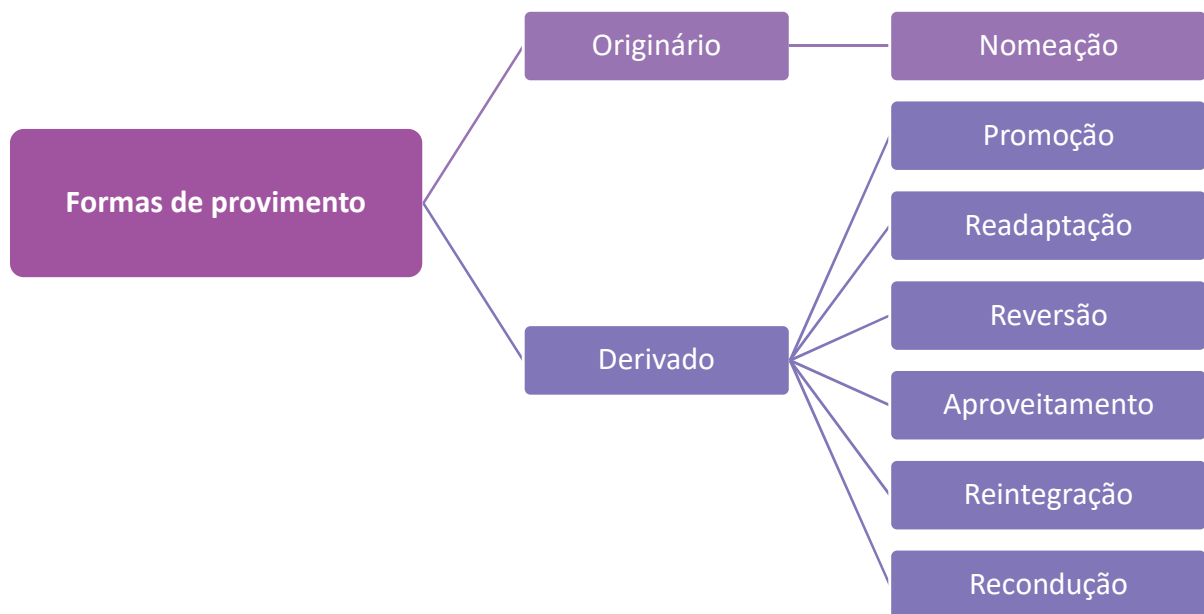 Formas de provimento
Originário
Nomeação
Derivado
Promoção
Readaptação
Reversão
Aproveitamento
Reintegração
Recondução